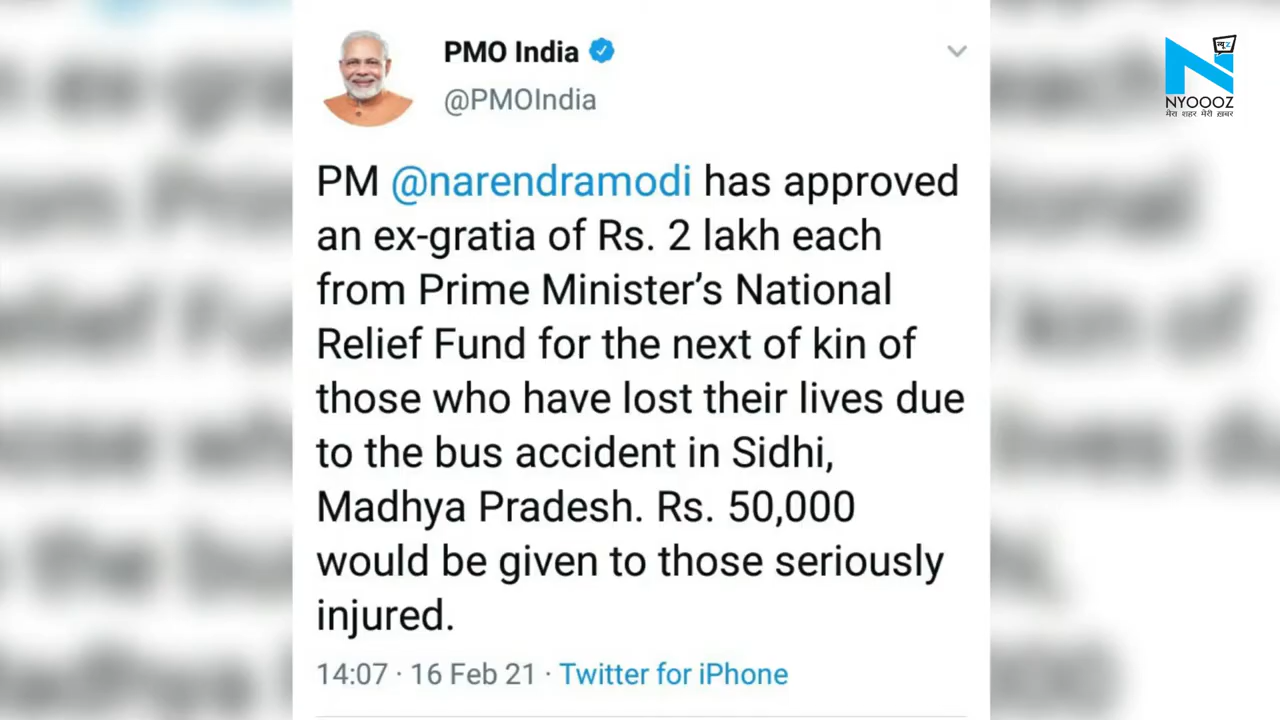 PMO India
@PMOIndia
NYOOOZ
मेरा शहर मेरी ख़बर
PM @narendramodi has approved
an ex-gratia of Rs. 2 lakh each
from Prime Minister’s National
Relief Fund for the next of kin of
those who have lost their lives due
to the bus accident in Sidhi,
Madhya Pradesh. Rs. 50,000
would be given to those seriously
injured.
14:07 · 16 Feb 21 · Twitter for iPhone